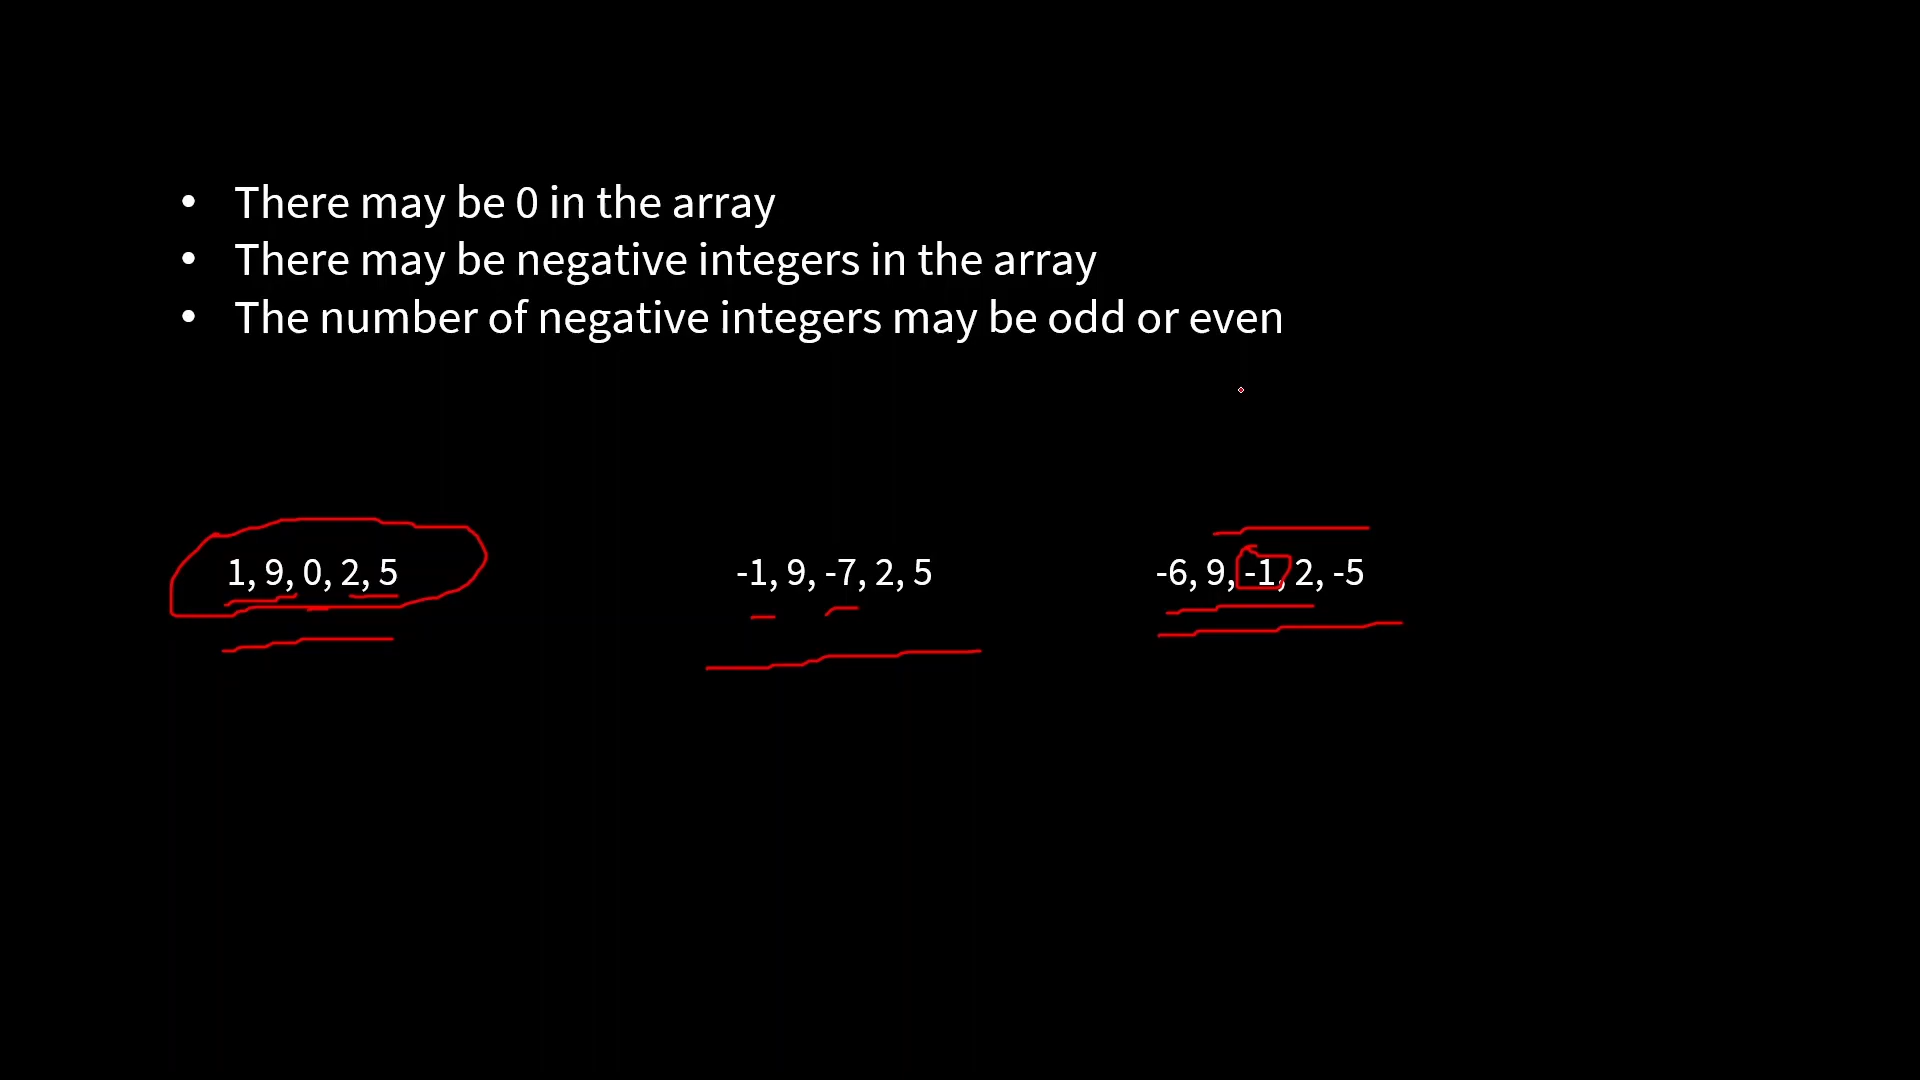 • There may be 0 in the array
• There may be negative integers in the array
• The number of negative integers may be odd or even
1, 9, 0, 2, 5
-1, 9, -7, 2, 5
-6, 9, -1, 2, -5